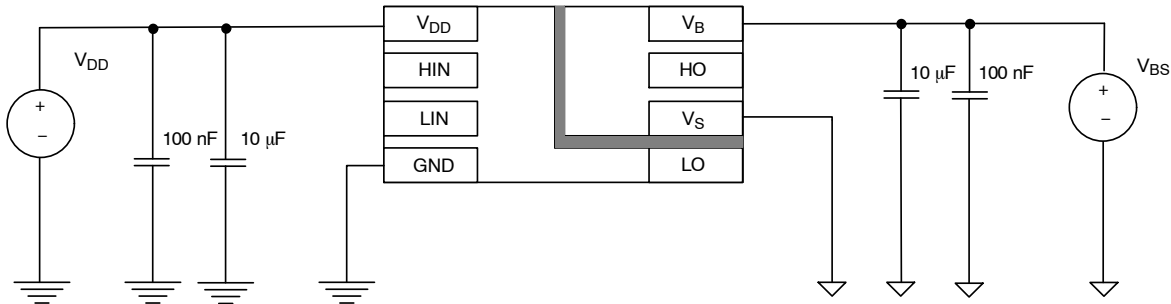 V_DD
+
−
100 nF
10 μF
V_DD
HIN
LIN
GND
V_B
HO
V_S
LO
10 μF
100 nF
V_BS
+
−